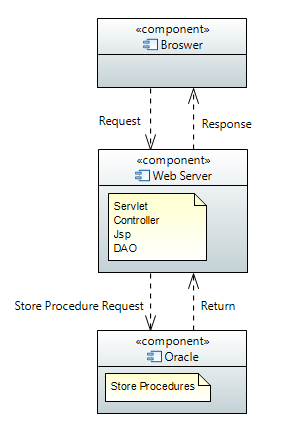 «component»
Broswer
Request
Response
«component»
Web Server
Servlet
Controller
Jsp
DAO
Store Procedure Request
Return
«component»
Oracle
Store Procedures